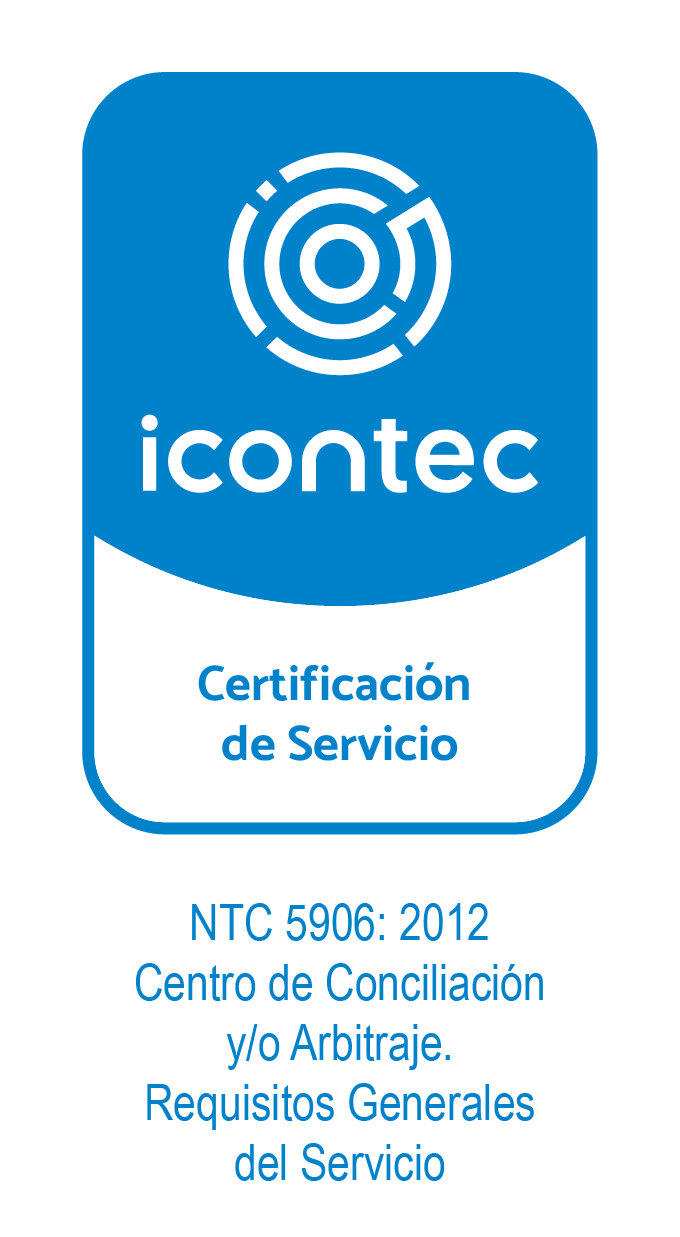 icontec
Certificación
de Servicio
NTC 5906: 2012
Centro de Conciliación
y/o Arbitraje.
Requisitos Generales
del Servicio